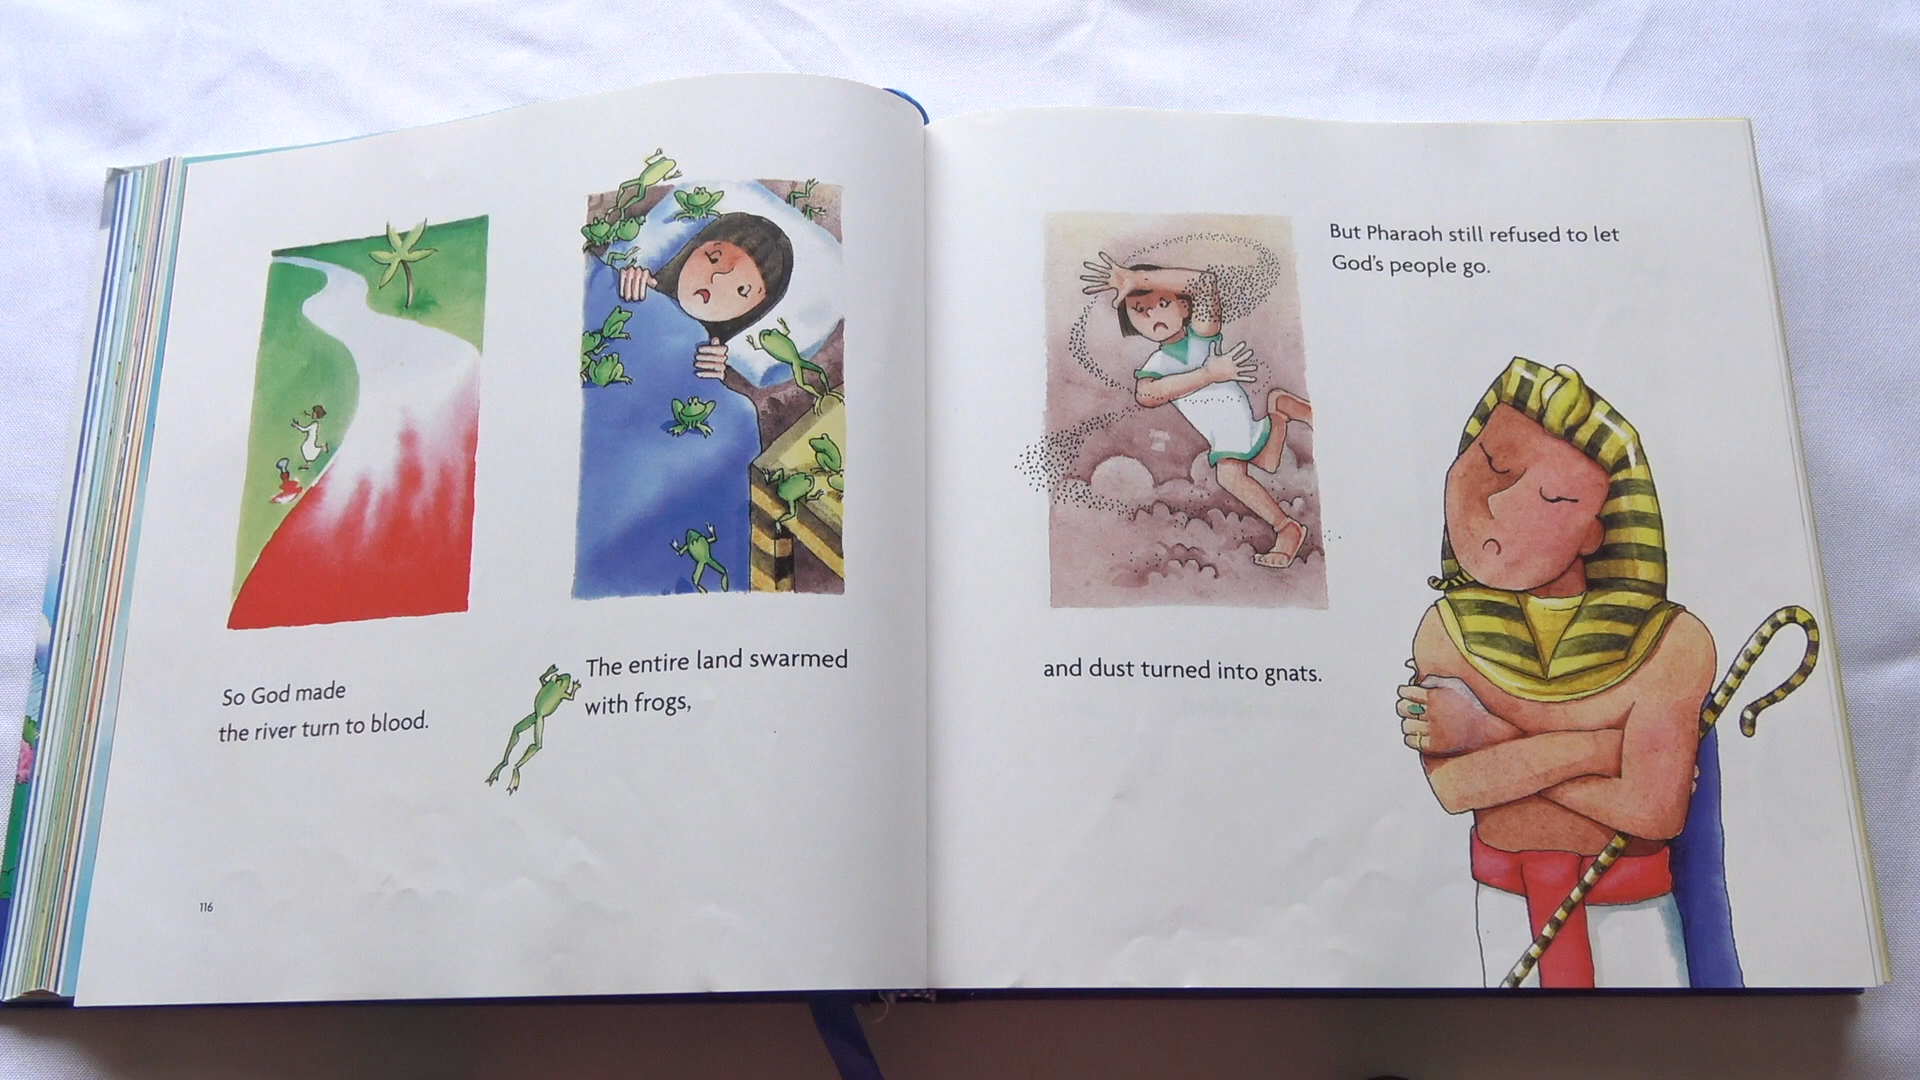 So God made
the river turn to blood.
The entire land swarmed
with frogs,
116
and dust turned into gnats.
But Pharaoh still refused to let
God's people go.